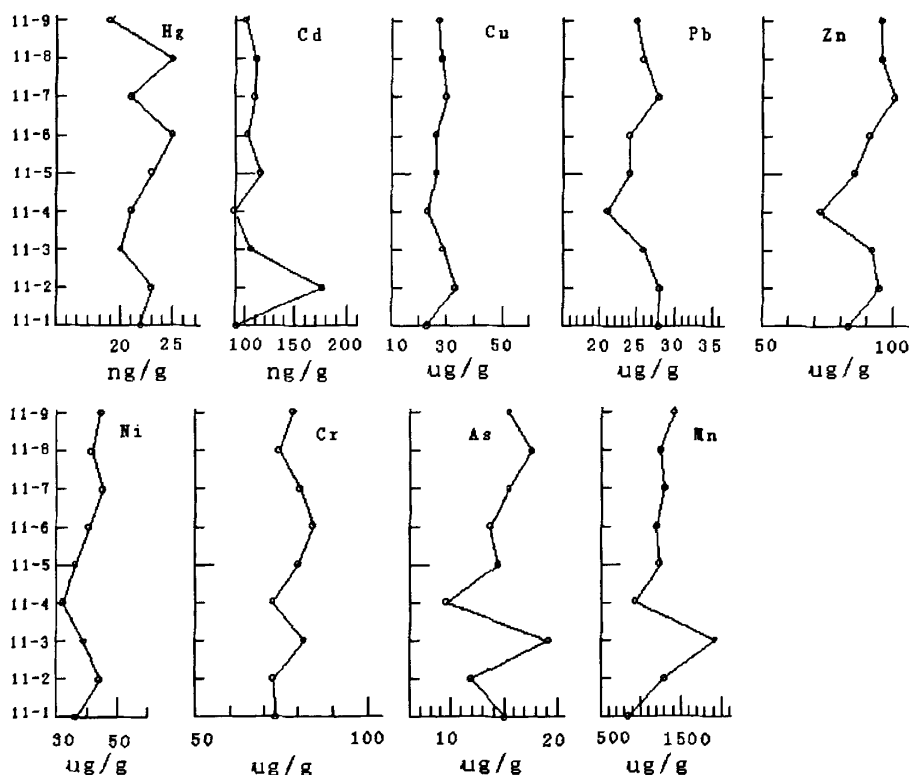 11-9
11-8
11-7
11-6
11-5
11-4
11-3
11-2
11-1
Hg
Cd
Cu
Pb
Zn
20 25
100 150 200
10 30 50
20 25 30 35
50 100
ng/g
ng/g
ug/g
ug/g
ug/g
11-9
11-8
11-7
11-6
11-5
11-4
11-3
11-2
11-1
Ni
Cr
As
Mn
30 50
50 100
10 20
500 1500
ug/g
ug/g
ug/g
ug/g